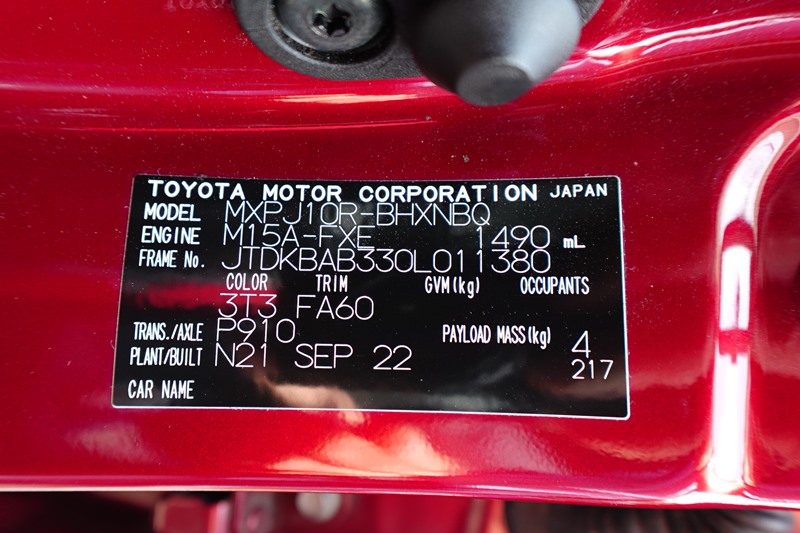 TOYOTA MOTOR CORPORATION JAPAN
MODEL MXPJ10R-BHXNBQ
ENGINE M15A-FXE 1490 mL
FRAME No. JTDKBAB330L011380
COLOR TRIM GVM(kg) OCCUPANTS
3T3 FA60
TRANS./AXLE P910 PAYLOAD MASS(kg) 4
PLANT/BUILT N21 SEP 22 217
CAR NAME